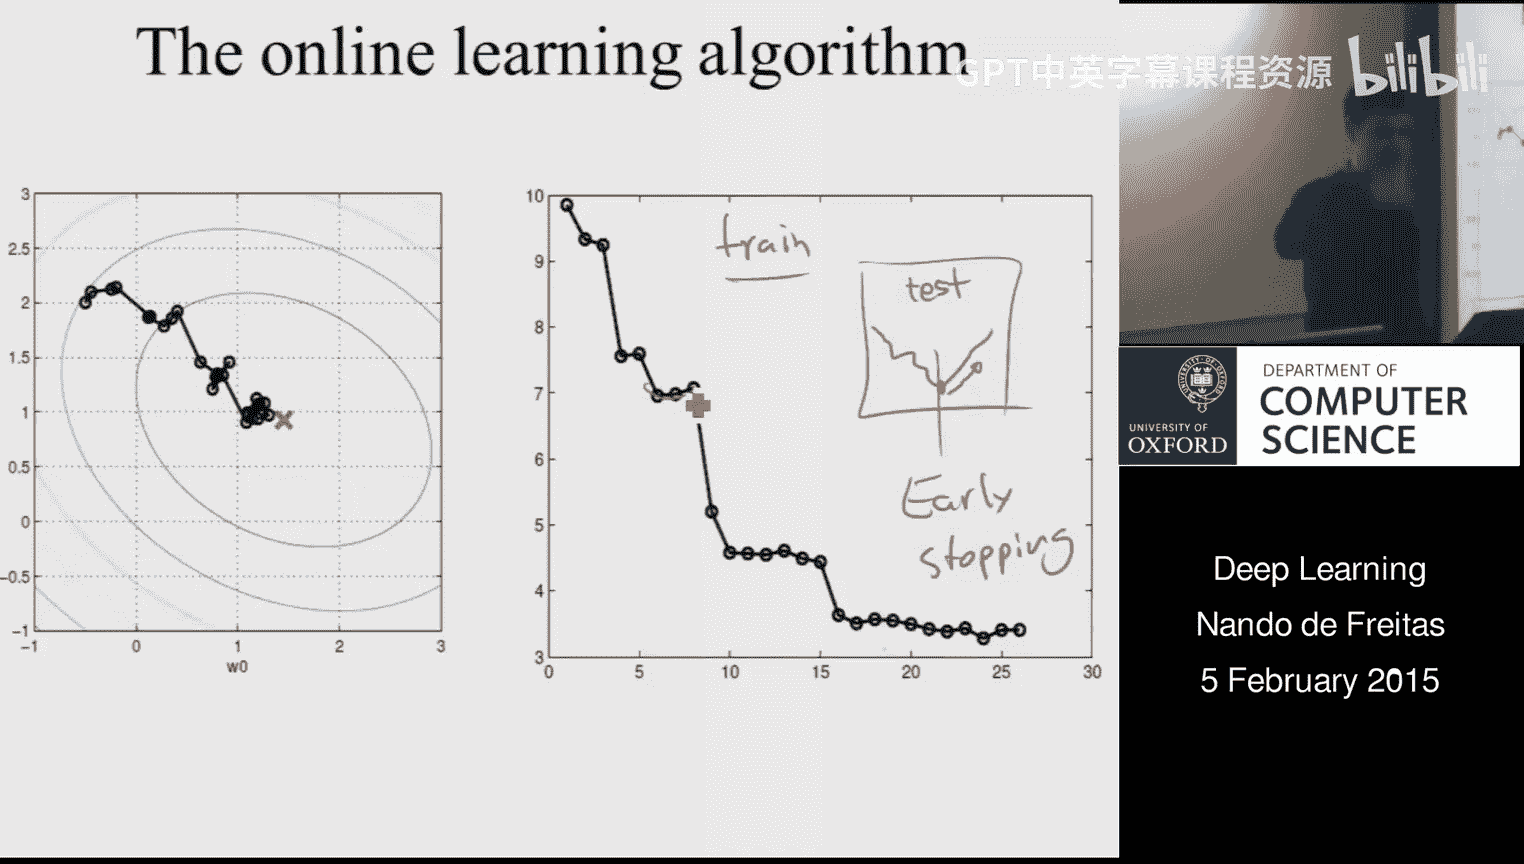 The online learning algorithm
GPT中英字幕课程资源 bilibili
3
2.5
2
1.5
1
0.5
0
−0.5
−1
−1 0 1 2 3
w0
10
9
8
7
6
5
4
3
0 5 10 15 20 25 30
train
test
Early
stopping
UNIVERSITY OF
OXFORD
DEPARTMENT OF
COMPUTER
SCIENCE
Deep Learning
Nando de Freitas
5 February 2015